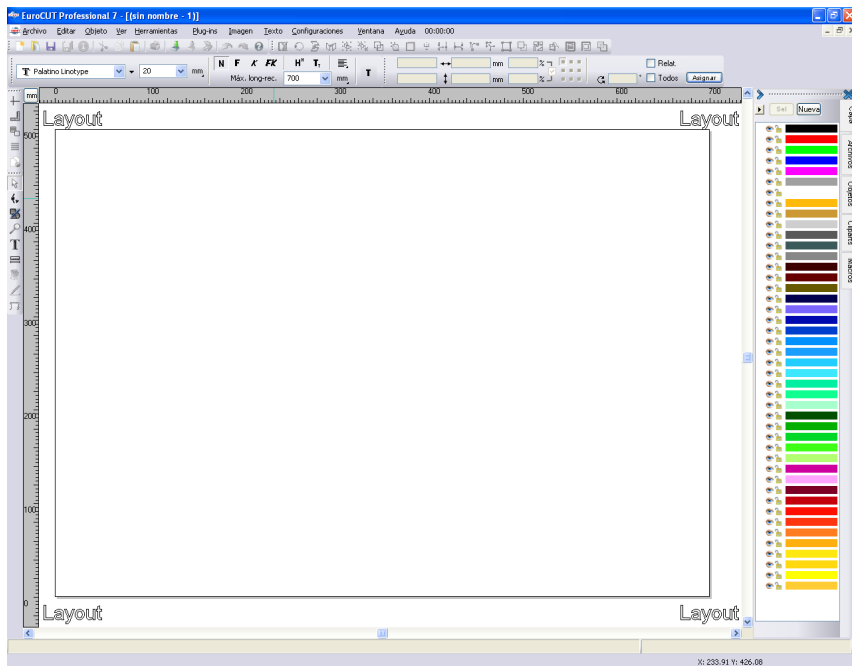 EuroCUT Professional 7 - [(sin nombre - 1)]
Archivo Editar Objeto Ver Herramientas Plug-ins Imagen Texto Configuraciones Ventana Ayuda 00:00:00
T Palatino Linotype 20 mm N F K FK H" T, mm % Relat.
Máx. long-rec. 700 mm T mm % ° Todos Asignar
mm 0 100 200 300 400 500 600 700
Sel Nueva
Layout Layout
500
400
300
200
100
0
Layout Layout
Capa
Archivos
Objetos
Cliparts
Macros
X: 233.91 Y: 426.08